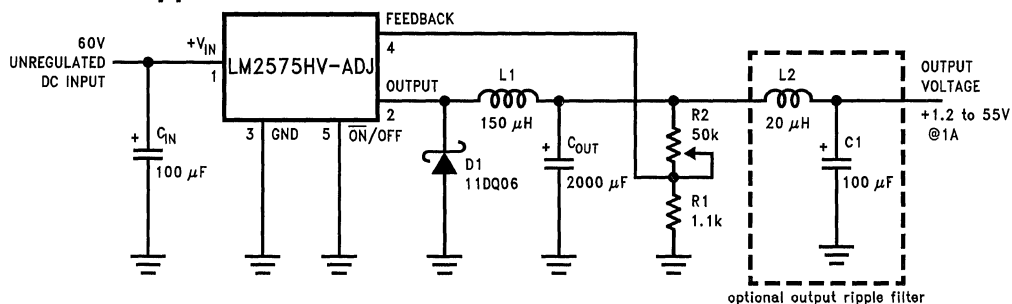 FEEDBACK
60V
UNREGULATED
DC INPUT
+VIN
1
LM2575HV-ADJ
4
OUTPUT
2
3 GND
5 ON/OFF
CIN
+
100 μF
D1
11DQ06
L1
150 μH
+
COUT
2000 μF
R2
50k
R1
1.1k
L2
20 μH
+
C1
100 μF
OUTPUT
VOLTAGE
+1.2 to 55V
@1A
optional output ripple filter